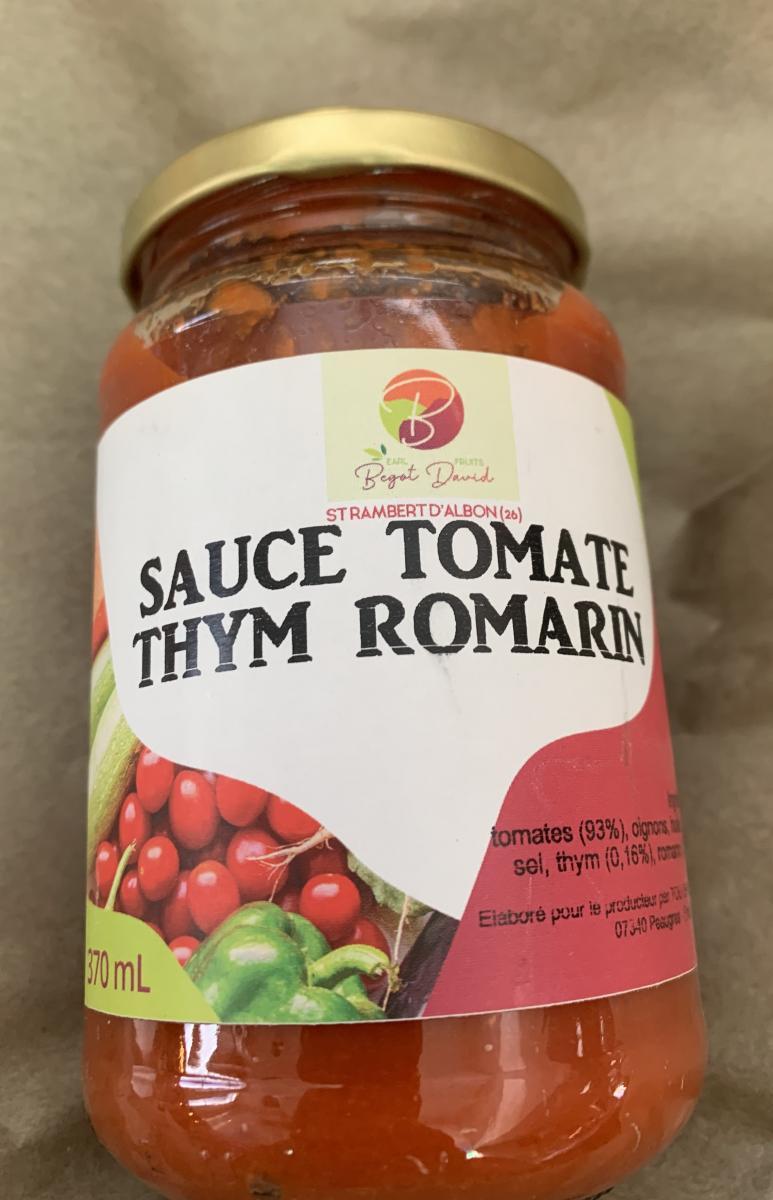 B
EARL FRUITS
Begot David
ST RAMBERT D'ALBON (26)
SAUCE TOMATE
THYM ROMARIN
tomates (93%), oignons,
sel, thym (0,16%),
Elaboré pour le producteur par
07340 Peaugres
370 mL